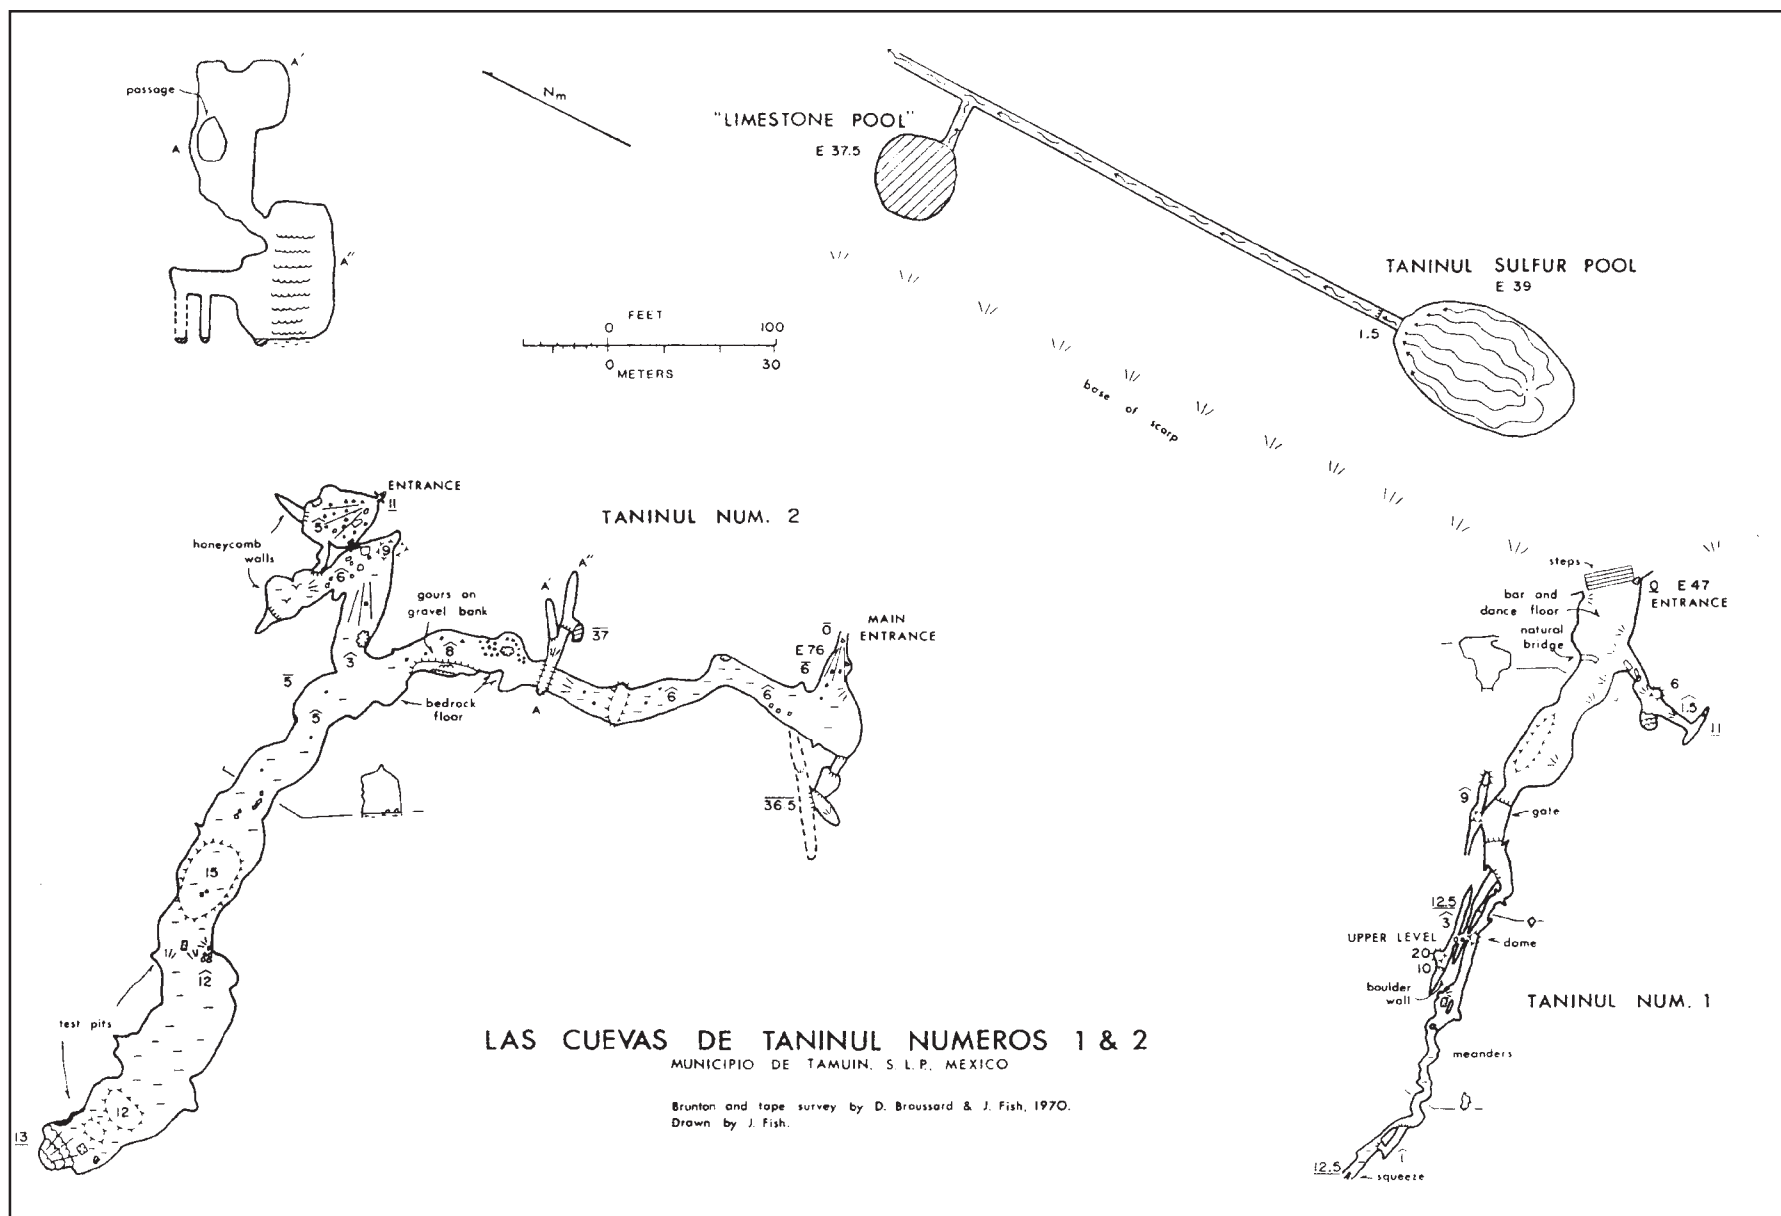 A'
passage
A
A''
Nm
"LIMESTONE POOL"
E 37.5
TANINUL SULFUR POOL
E 39
1.5
FEET
0 100
0 30
METERS
base of scarp
ENTRANCE
11
5
honeycomb
walls
9
6
TANINUL NUM. 2
gours on
gravel bank
8
3
5
5
bedrock
floor
A'
A''
37
A
6
6
MAIN
ENTRANCE
0
E 76
6
36.5
15
12
test pits
12
13
steps
0 E 47
ENTRANCE
bar and
dance floor
natural
bridge
6
1.5
11
9
gate
12.5
3
UPPER LEVEL
20
10
dome
boulder
wall
TANINUL NUM. 1
meanders
1
12.5
squeeze
LAS CUEVAS DE TANINUL NUMEROS 1 & 2
MUNICIPIO DE TAMUIN, S.L.P., MEXICO
Brunton and tape survey by D. Broussard & J. Fish, 1970.
Drawn by J. Fish.